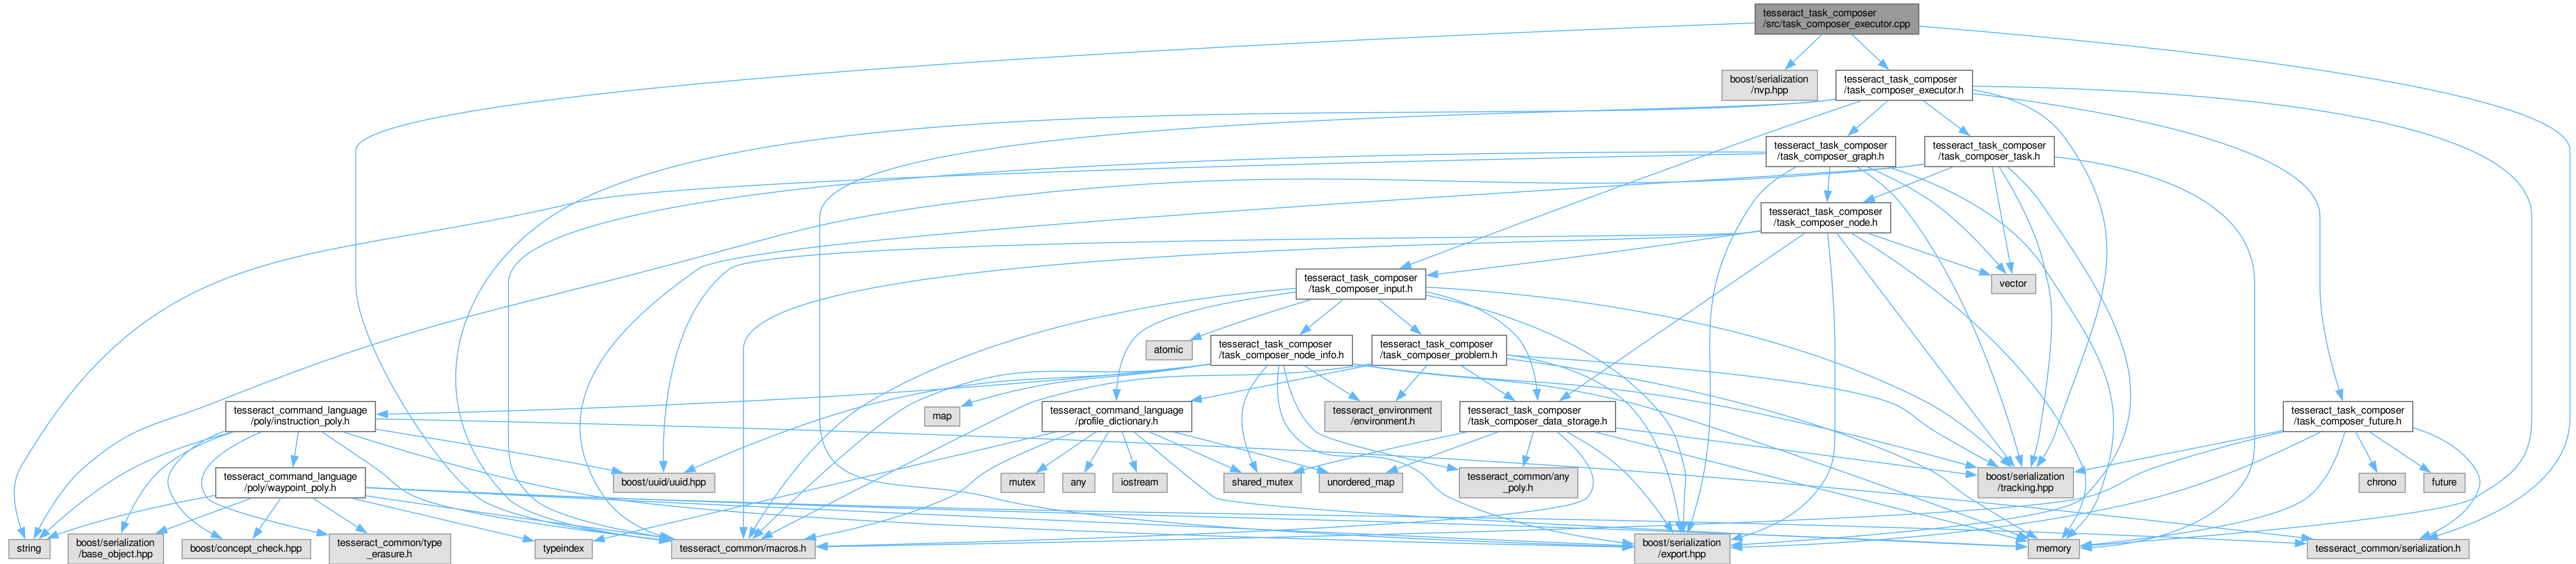 tesseract_task_composer
/src/task_composer_executor.cpp
boost/serialization
/nvp.hpp
tesseract_task_composer
/task_composer_executor.h
tesseract_task_composer
/task_composer_graph.h
tesseract_task_composer
/task_composer_task.h
tesseract_task_composer
/task_composer_node.h
tesseract_task_composer
/task_composer_input.h
vector
atomic
tesseract_task_composer
/task_composer_node_info.h
tesseract_task_composer
/task_composer_problem.h
tesseract_command_language
/poly/instruction_poly.h
map
tesseract_command_language
/profile_dictionary.h
tesseract_environment
/environment.h
tesseract_task_composer
/task_composer_data_storage.h
tesseract_task_composer
/task_composer_future.h
tesseract_command_language
/poly/waypoint_poly.h
boost/uuid/uuid.hpp
mutex
any
iostream
shared_mutex
unordered_map
tesseract_common/any
_poly.h
boost/serialization
/tracking.hpp
chrono
future
string
boost/serialization
/base_object.hpp
boost/concept_check.hpp
tesseract_common/type
_erasure.h
typeindex
tesseract_common/macros.h
boost/serialization
/export.hpp
memory
tesseract_common/serialization.h